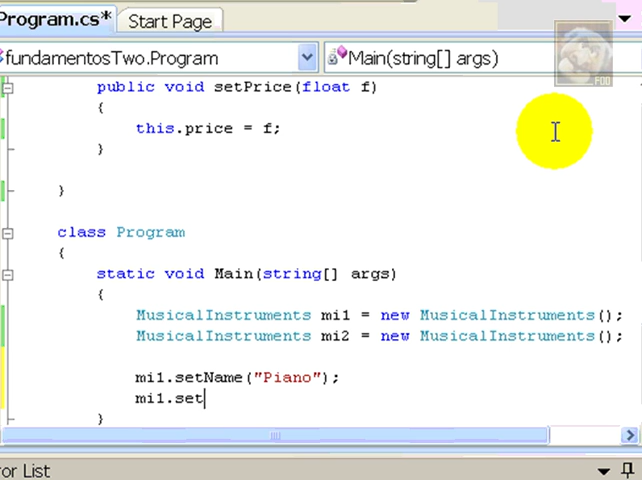 Program.cs* Start Page
fundamentosTwo.Program Main(string[] args)
public void setPrice(float f)
{
this.price = f;
}
}
class Program
{
static void Main(string[] args)
{
MusicalInstruments mi1 = new MusicalInstruments();
MusicalInstruments mi2 = new MusicalInstruments();
mi1.setName("Piano");
mi1.set
}
ror List